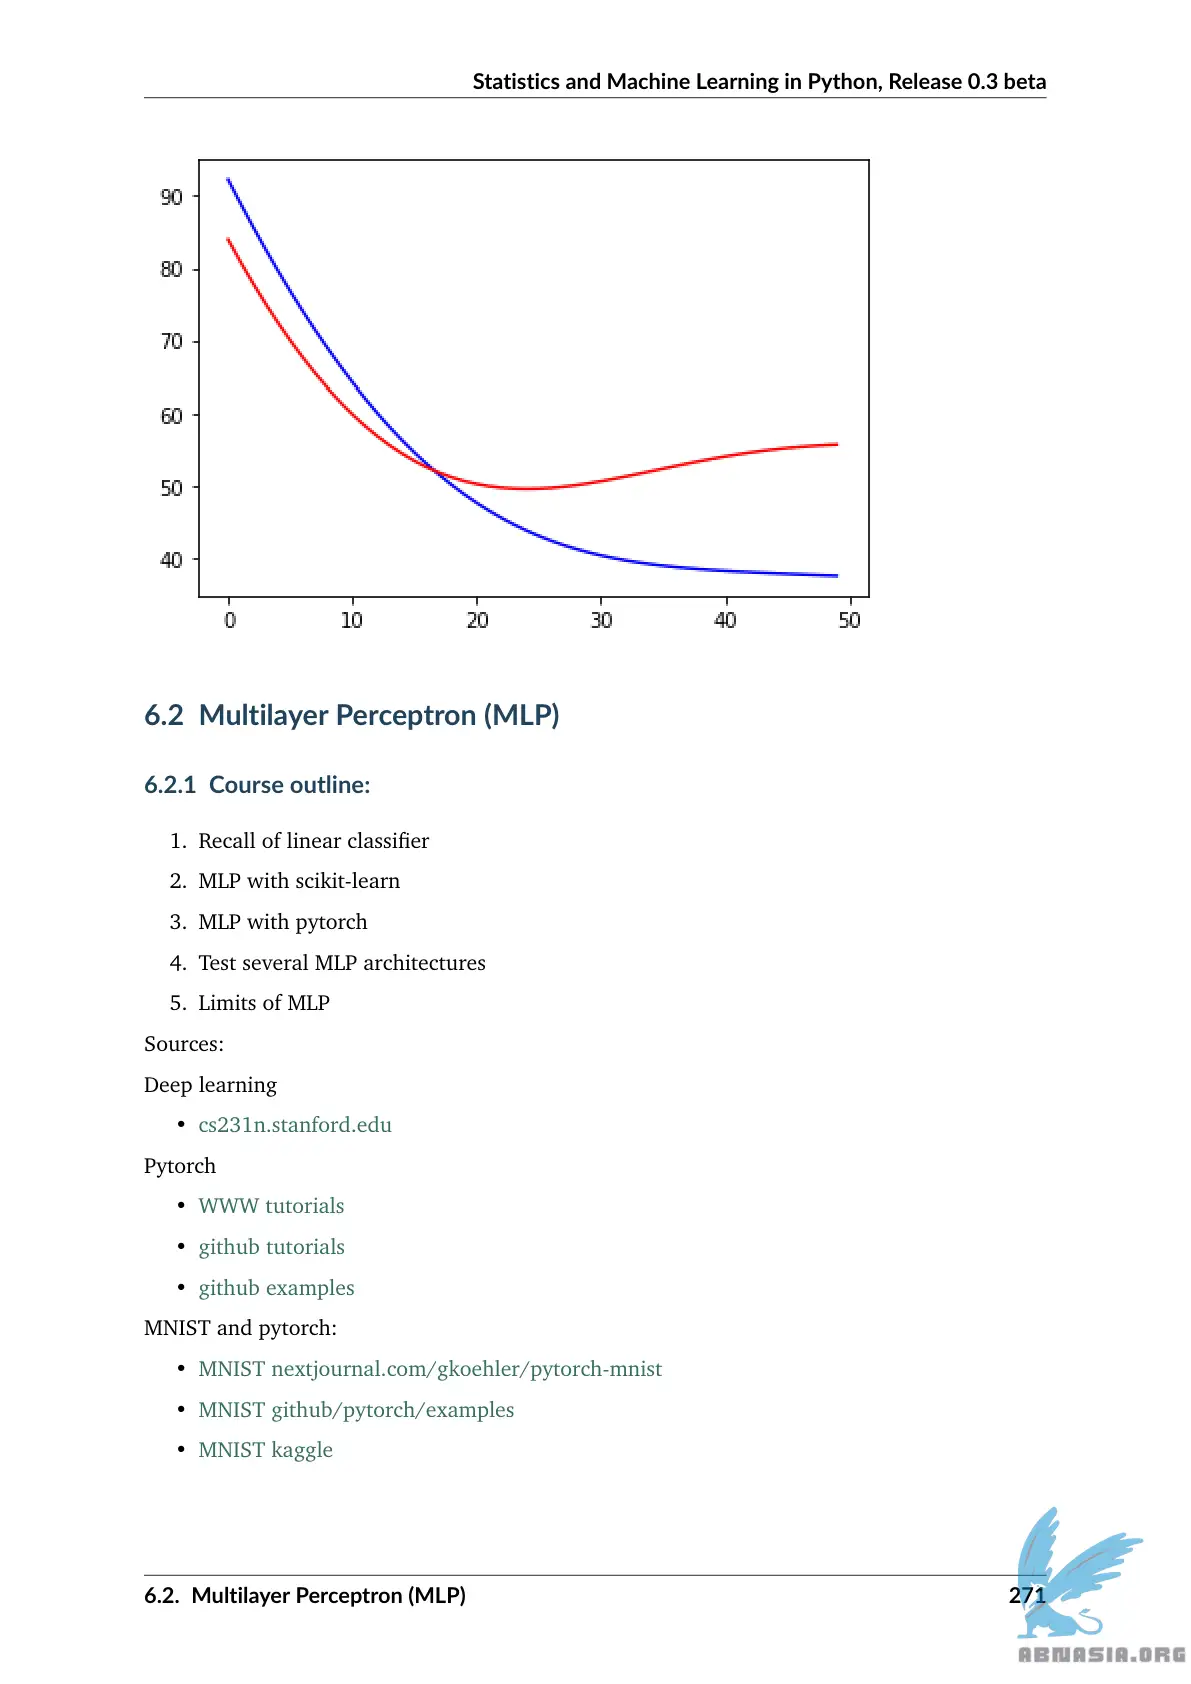 Statistics and Machine Learning in Python, Release 0.3 beta
90
80
70
60
50
40
0 10 20 30 40 50
6.2 Multilayer Perceptron (MLP)
6.2.1 Course outline:
1. Recall of linear classifier
2. MLP with scikit-learn
3. MLP with pytorch
4. Test several MLP architectures
5. Limits of MLP
Sources:
Deep learning
• cs231n.stanford.edu
Pytorch
• WWW tutorials
• github tutorials
• github examples
MNIST and pytorch:
• MNIST nextjournal.com/gkoehler/pytorch-mnist
• MNIST github/pytorch/examples
• MNIST kaggle
6.2. Multilayer Perceptron (MLP) 271
ABNASIA.ORG